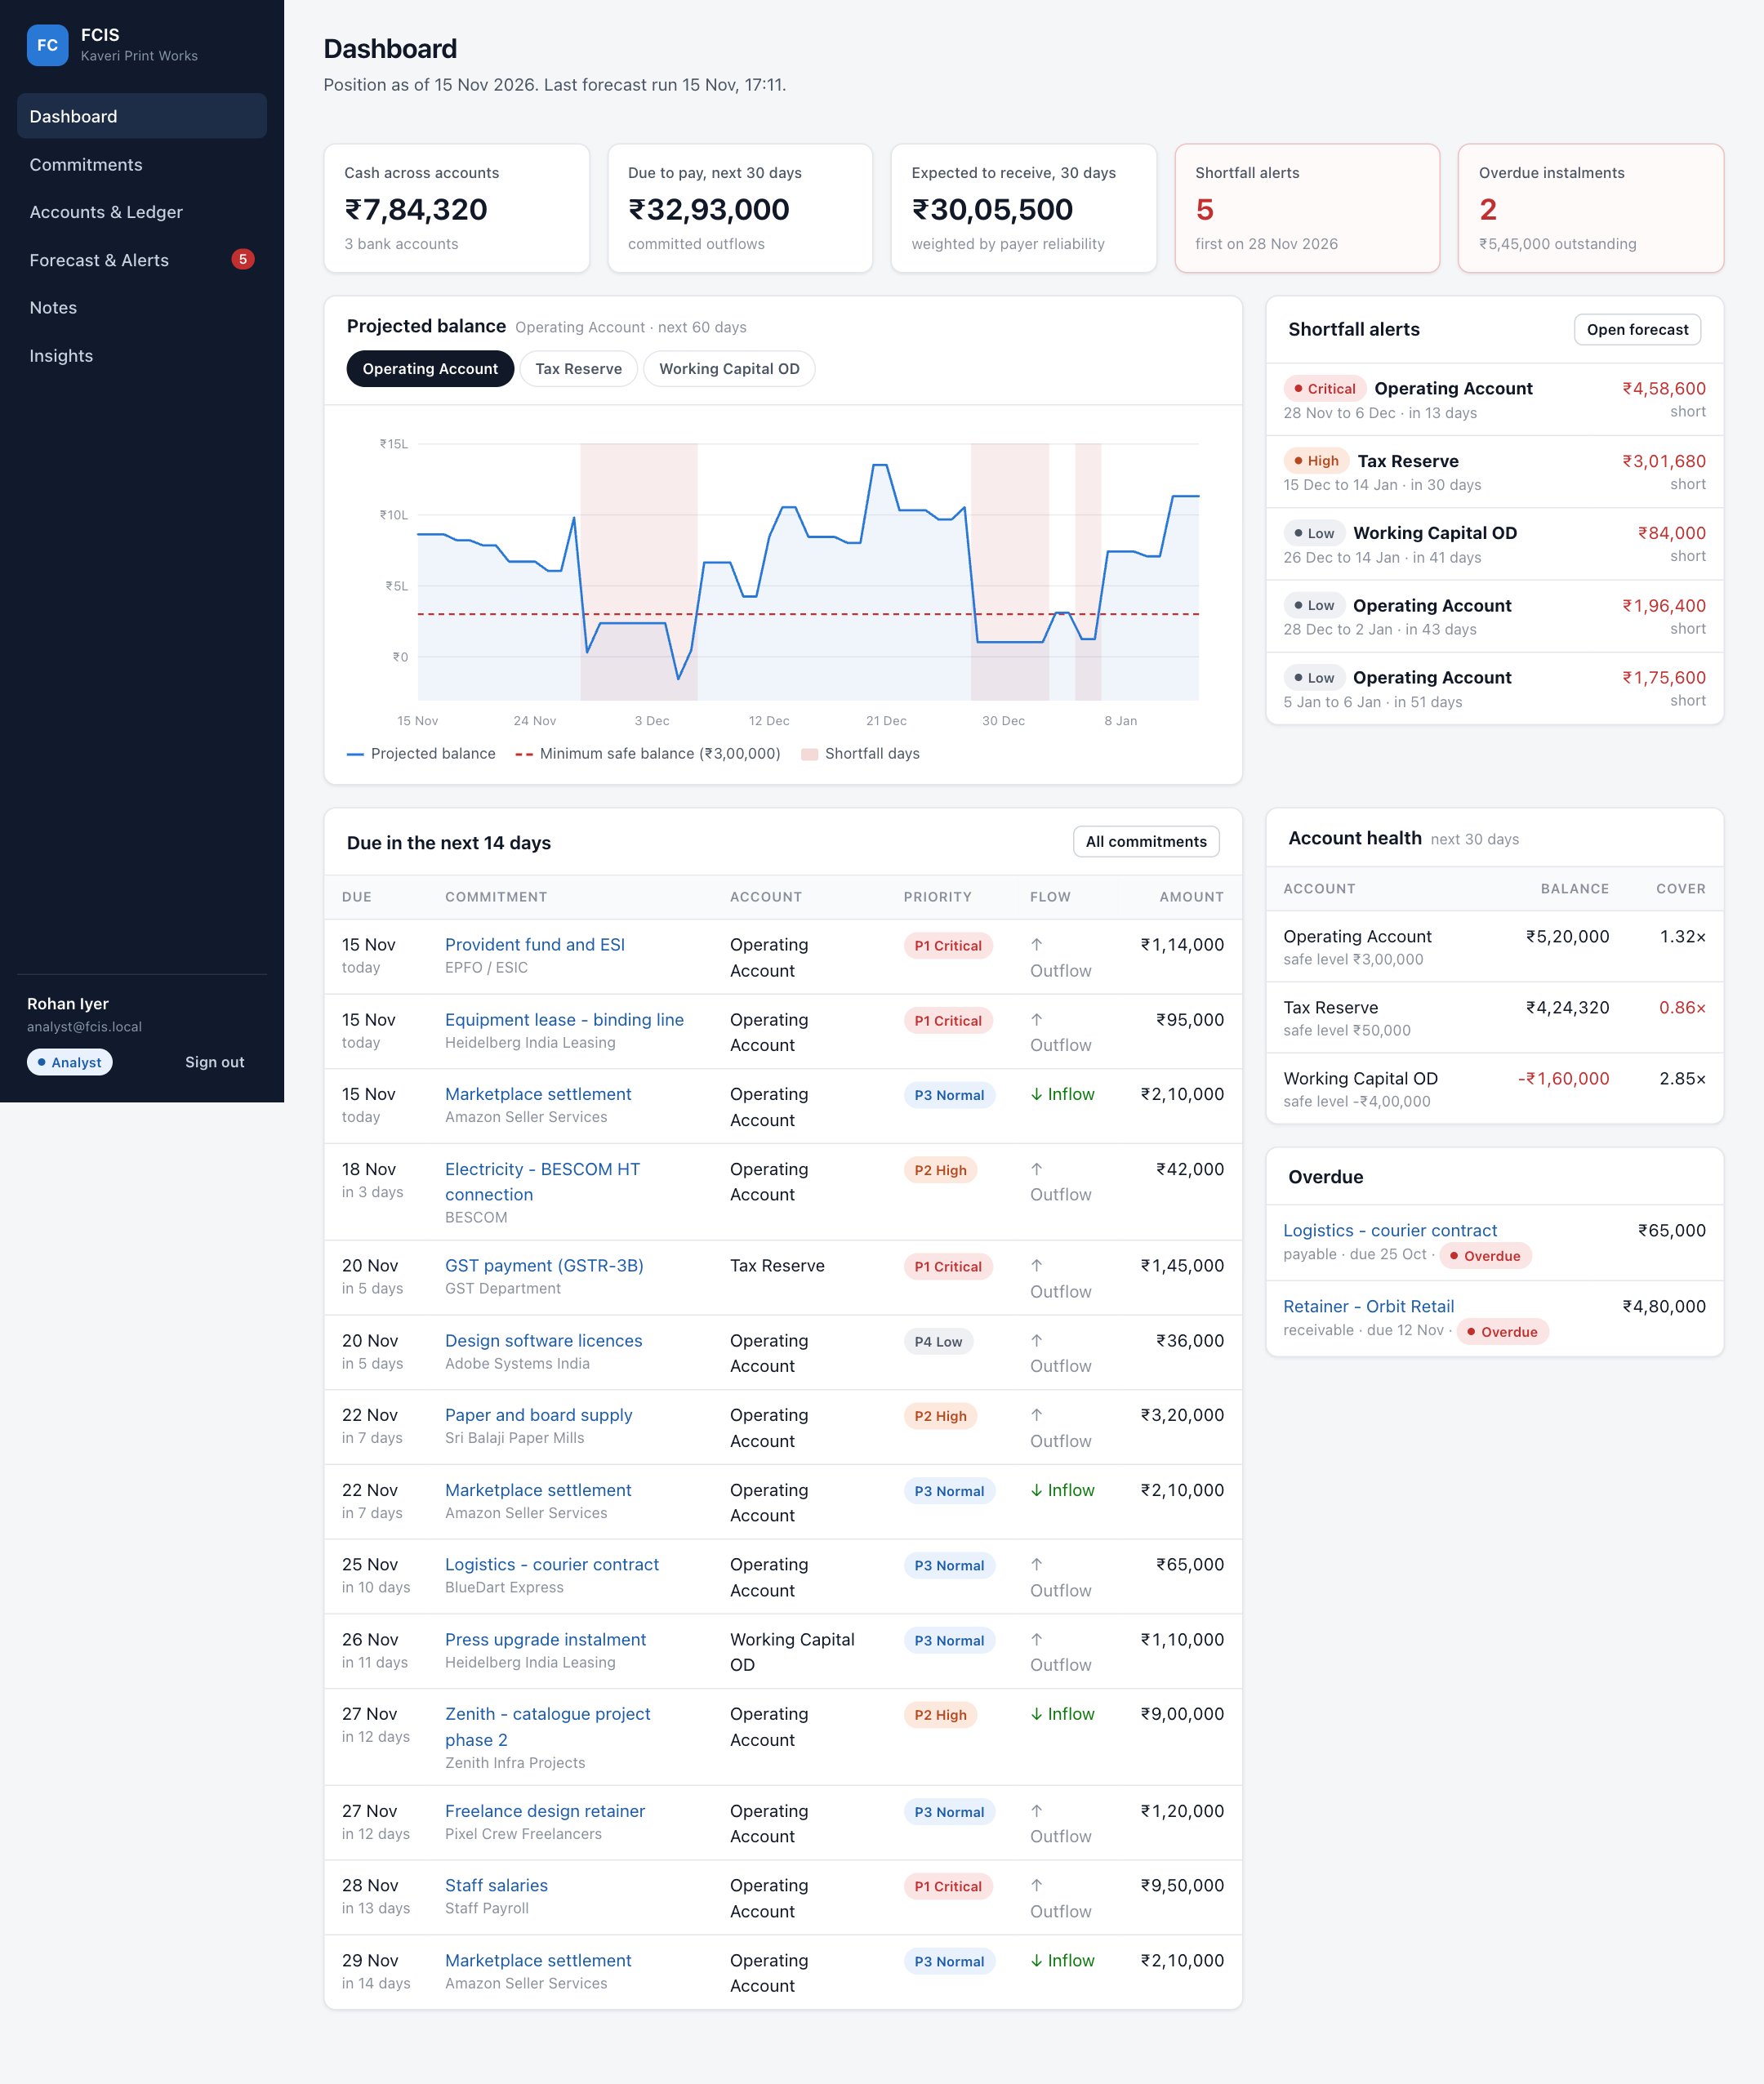 FC
FCIS
Kaveri Print Works
Dashboard
Commitments
Accounts & Ledger
Forecast & Alerts 5
Notes
Insights
Rohan Iyer
analyst@fcis.local
Analyst Sign out
Dashboard
Position as of 15 Nov 2026. Last forecast run 15 Nov, 17:11.
Cash across accounts
₹7,84,320
3 bank accounts
Due to pay, next 30 days
₹32,93,000
committed outflows
Expected to receive, 30 days
₹30,05,500
weighted by payer reliability
Shortfall alerts
5
first on 28 Nov 2026
Overdue instalments
2
₹5,45,000 outstanding
Projected balance Operating Account · next 60 days
Operating Account Tax Reserve Working Capital OD
₹15L
₹10L
₹5L
₹0
15 Nov 24 Nov 3 Dec 12 Dec 21 Dec 30 Dec 8 Jan
Projected balance Minimum safe balance (₹3,00,000) Shortfall days
Shortfall alerts Open forecast
Critical Operating Account ₹4,58,600
28 Nov to 6 Dec · in 13 days short
High Tax Reserve ₹3,01,680
15 Dec to 14 Jan · in 30 days short
Low Working Capital OD ₹84,000
26 Dec to 14 Jan · in 41 days short
Low Operating Account ₹1,96,400
28 Dec to 2 Jan · in 43 days short
Low Operating Account ₹1,75,600
5 Jan to 6 Jan · in 51 days short
Due in the next 14 days All commitments
DUE COMMITMENT ACCOUNT PRIORITY FLOW AMOUNT
15 Nov Provident fund and ESI Operating P1 Critical ↑ ₹1,14,000
today EPFO / ESIC Account Outflow
15 Nov Equipment lease - binding line Operating P1 Critical ↑ ₹95,000
today Heidelberg India Leasing Account Outflow
15 Nov Marketplace settlement Operating P3 Normal ↓ Inflow ₹2,10,000
today Amazon Seller Services Account
18 Nov Electricity - BESCOM HT Operating P2 High ↑ ₹42,000
in 3 days connection Account Outflow
BESCOM
20 Nov GST payment (GSTR-3B) Tax Reserve P1 Critical ↑ ₹1,45,000
in 5 days GST Department Outflow
20 Nov Design software licences Operating P4 Low ↑ ₹36,000
in 5 days Adobe Systems India Account Outflow
22 Nov Paper and board supply Operating P2 High ↑ ₹3,20,000
in 7 days Sri Balaji Paper Mills Account Outflow
22 Nov Marketplace settlement Operating P3 Normal ↓ Inflow ₹2,10,000
in 7 days Amazon Seller Services Account
25 Nov Logistics - courier contract Operating P3 Normal ↑ ₹65,000
in 10 days BlueDart Express Account Outflow
26 Nov Press upgrade instalment Working Capital P3 Normal ↑ ₹1,10,000
in 11 days Heidelberg India Leasing OD Outflow
27 Nov Zenith - catalogue project Operating P2 High ↓ Inflow ₹9,00,000
in 12 days phase 2 Account
Zenith Infra Projects
27 Nov Freelance design retainer Operating P3 Normal ↑ ₹1,20,000
in 12 days Pixel Crew Freelancers Account Outflow
28 Nov Staff salaries Operating P1 Critical ↑ ₹9,50,000
in 13 days Staff Payroll Account Outflow
29 Nov Marketplace settlement Operating P3 Normal ↓ Inflow ₹2,10,000
in 14 days Amazon Seller Services Account
Account health next 30 days
ACCOUNT BALANCE COVER
Operating Account ₹5,20,000 1.32×
safe level ₹3,00,000
Tax Reserve ₹4,24,320 0.86×
safe level ₹50,000
Working Capital OD -₹1,60,000 2.85×
safe level -₹4,00,000
Overdue
Logistics - courier contract ₹65,000
payable · due 25 Oct · Overdue
Retainer - Orbit Retail ₹4,80,000
receivable · due 12 Nov · Overdue